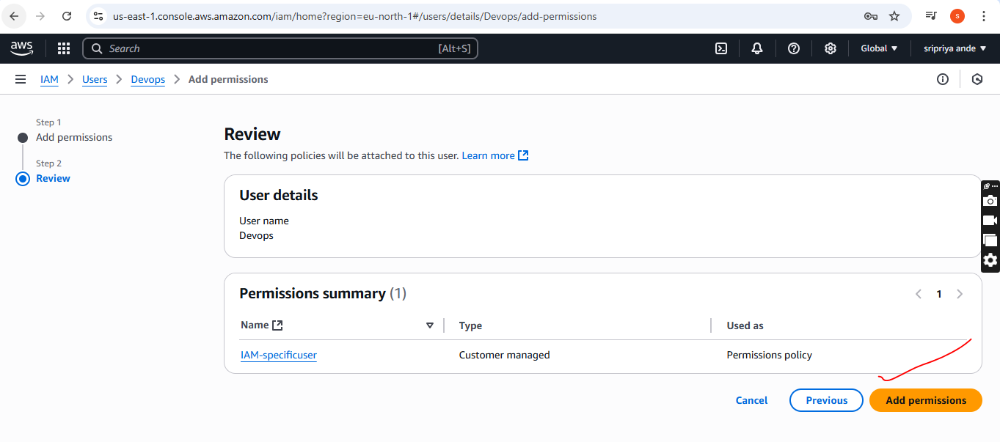 us-east-1.console.aws.amazon.com/iam/home?region=eu-north-1#/users/details/Devops/add-permissions
S
aws
Search [Alt+S]
Global
sripriya ande
IAM > Users > Devops > Add permissions
Step 1
Add permissions
Step 2
Review
Review
The following policies will be attached to this user. Learn more
User details
User name
Devops
Permissions summary (1)
< 1 >
Name Type Used as
IAM-specificuser Customer managed Permissions policy
Cancel Previous Add permissions